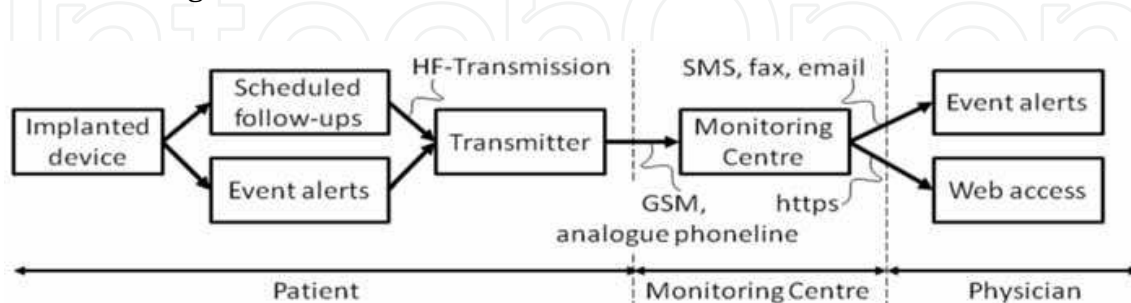 IntechOpen
HF-Transmission
SMS, fax, email
Scheduled
follow-ups
Event alerts
Implanted
device
Transmitter
Monitoring
Centre
Event alerts
Web access
GSM,
analogue phoneline
https
Patient
Monitoring Centre
Physician